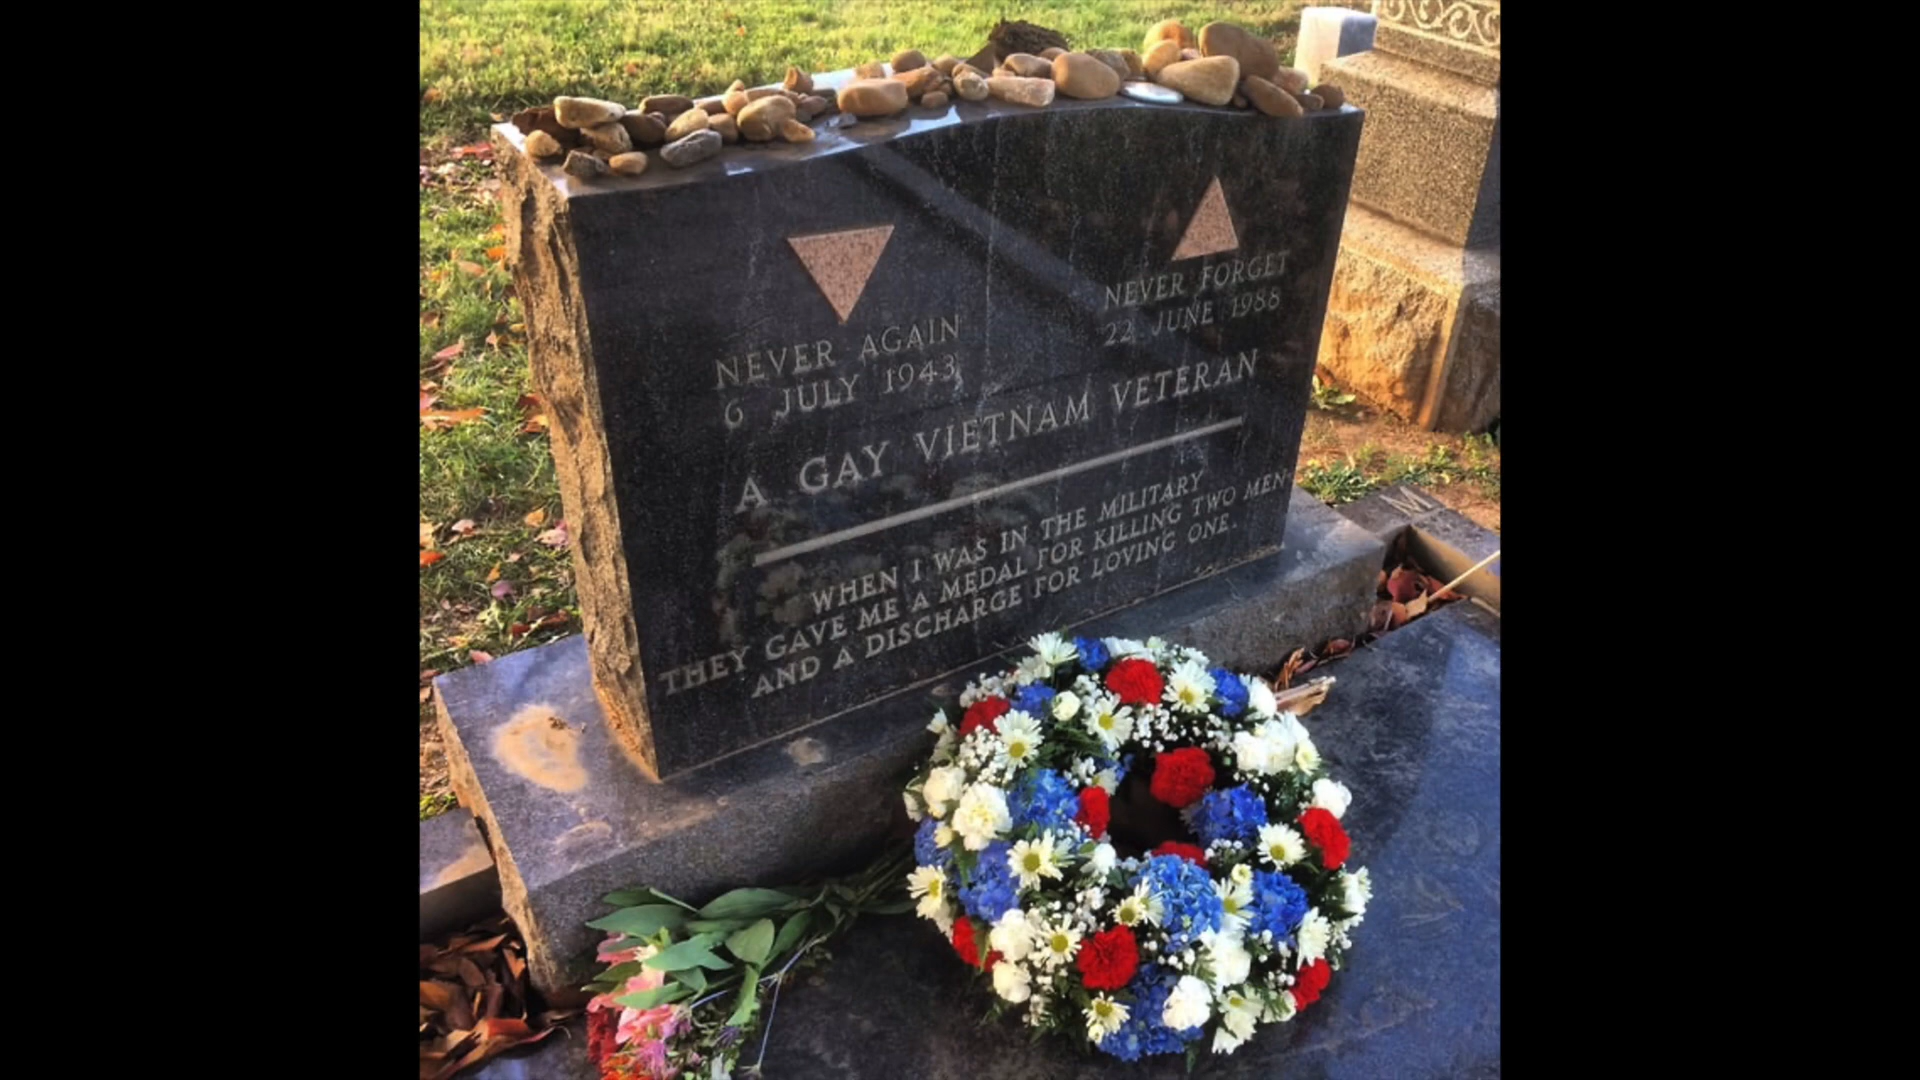 NEVER AGAIN
6 JULY 1943
NEVER FORGET
22 JUNE 1988
A GAY VIETNAM VETERAN
WHEN I WAS IN THE MILITARY
THEY GAVE ME A MEDAL FOR KILLING TWO MEN
AND A DISCHARGE FOR LOVING ONE.
M